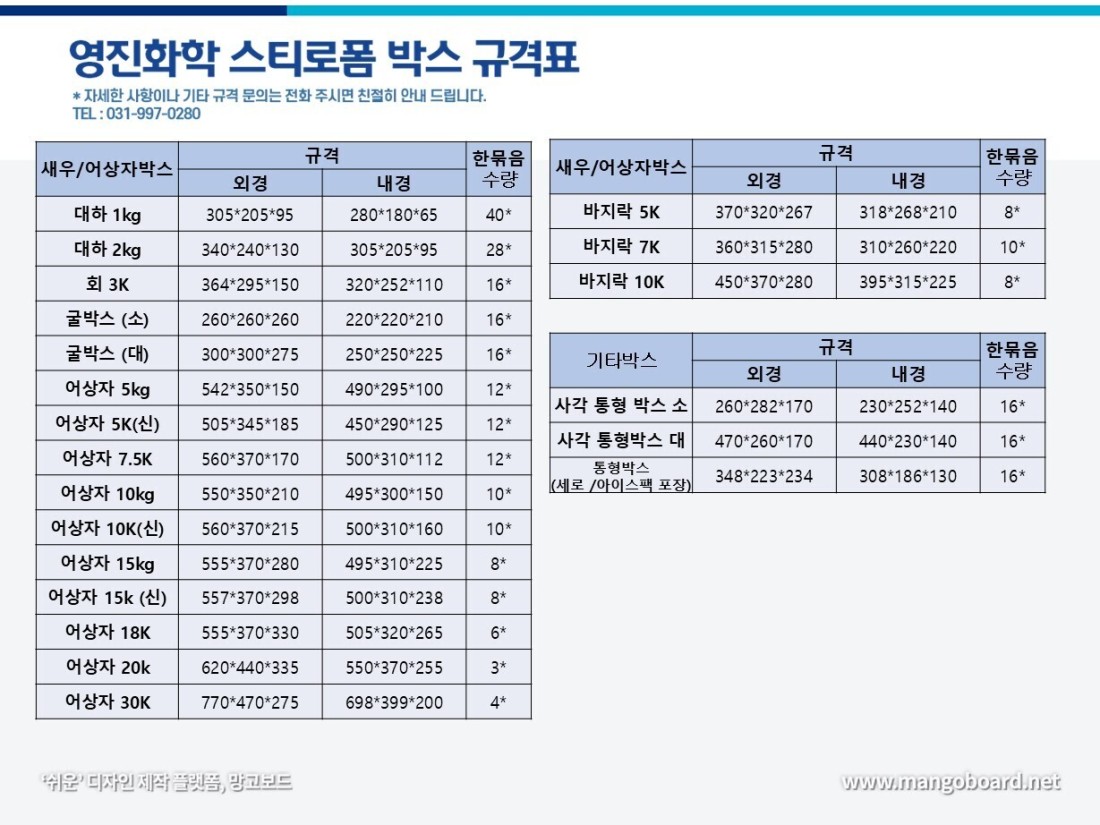 영진화학 스티로폼 박스 규격표
* 자세한 사항이나 기타 규격 문의는 전화 주시면 친절히 안내 드립니다.
TEL : 031-997-0280
새우/어상자박스 규격 한묶음 수량
외경 내경
대하 1kg 305*205*95 280*180*65 40*
대하 2kg 340*240*130 305*205*95 28*
회 3K 364*295*150 320*252*110 16*
굴박스 (소) 260*260*260 220*220*210 16*
굴박스 (대) 300*300*275 250*250*225 16*
어상자 5kg 542*350*150 490*295*100 12*
어상자 5K(신) 505*345*185 450*290*125 12*
어상자 7.5K 560*370*170 500*310*112 12*
어상자 10kg 550*350*210 495*300*150 10*
어상자 10K(신) 560*370*215 500*310*160 10*
어상자 15kg 555*370*280 495*310*225 8*
어상자 15k (신) 557*370*298 500*310*238 8*
어상자 18K 555*370*330 505*320*265 6*
어상자 20k 620*440*335 550*370*255 3*
어상자 30K 770*470*275 698*399*200 4*
새우/어상자박스 규격 한묶음 수량
외경 내경
바지락 5K 370*320*267 318*268*210 8*
바지락 7K 360*315*280 310*260*220 10*
바지락 10K 450*370*280 395*315*225 8*
기타박스 규격 한묶음 수량
외경 내경
사각 통형 박스 소 260*282*170 230*252*140 16*
사각 통형박스 대 470*260*170 440*230*140 16*
통형박스
(세로 /아이스팩 포장) 348*223*234 308*186*130 16*
'쉬운' 디자인 제작 플랫폼, 망고보드
www.mangoboard.net